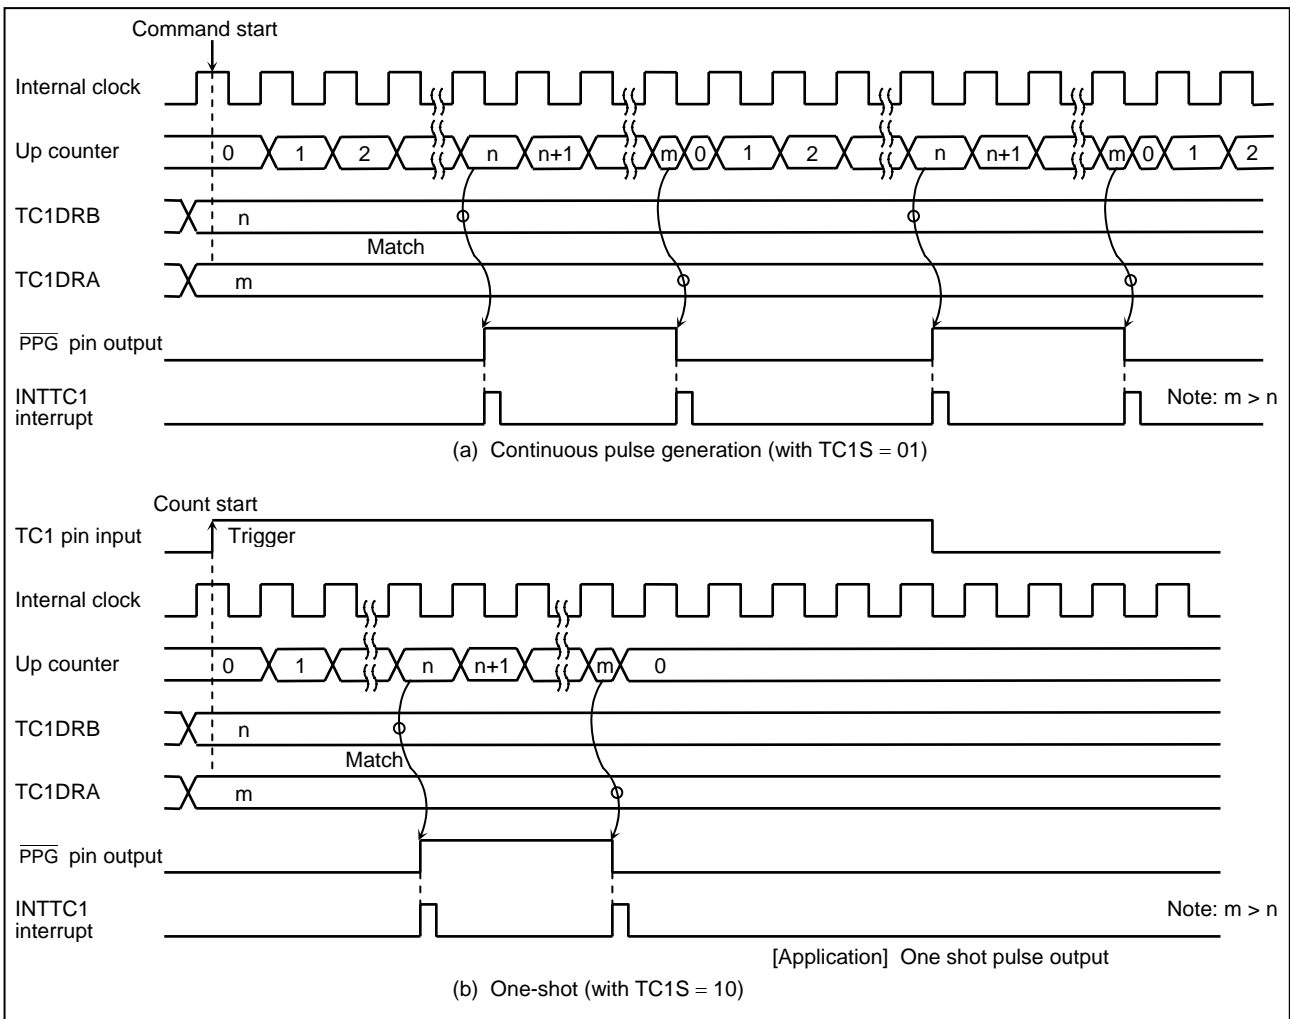 Command start
Internal clock
Up counter 0 1 2 n n+1 m 0 1 2 n n+1 m 0 1 2
TC1DRB n
Match
TC1DRA m
PPG pin output
INTTC1
interrupt
Note: m > n
(a) Continuous pulse generation (with TC1S = 01)
Count start
TC1 pin input Trigger
Internal clock
Up counter 0 1 n n+1 m 0
TC1DRB n
Match
TC1DRA m
PPG pin output
INTTC1
interrupt
Note: m > n
[Application] One shot pulse output
(b) One-shot (with TC1S = 10)